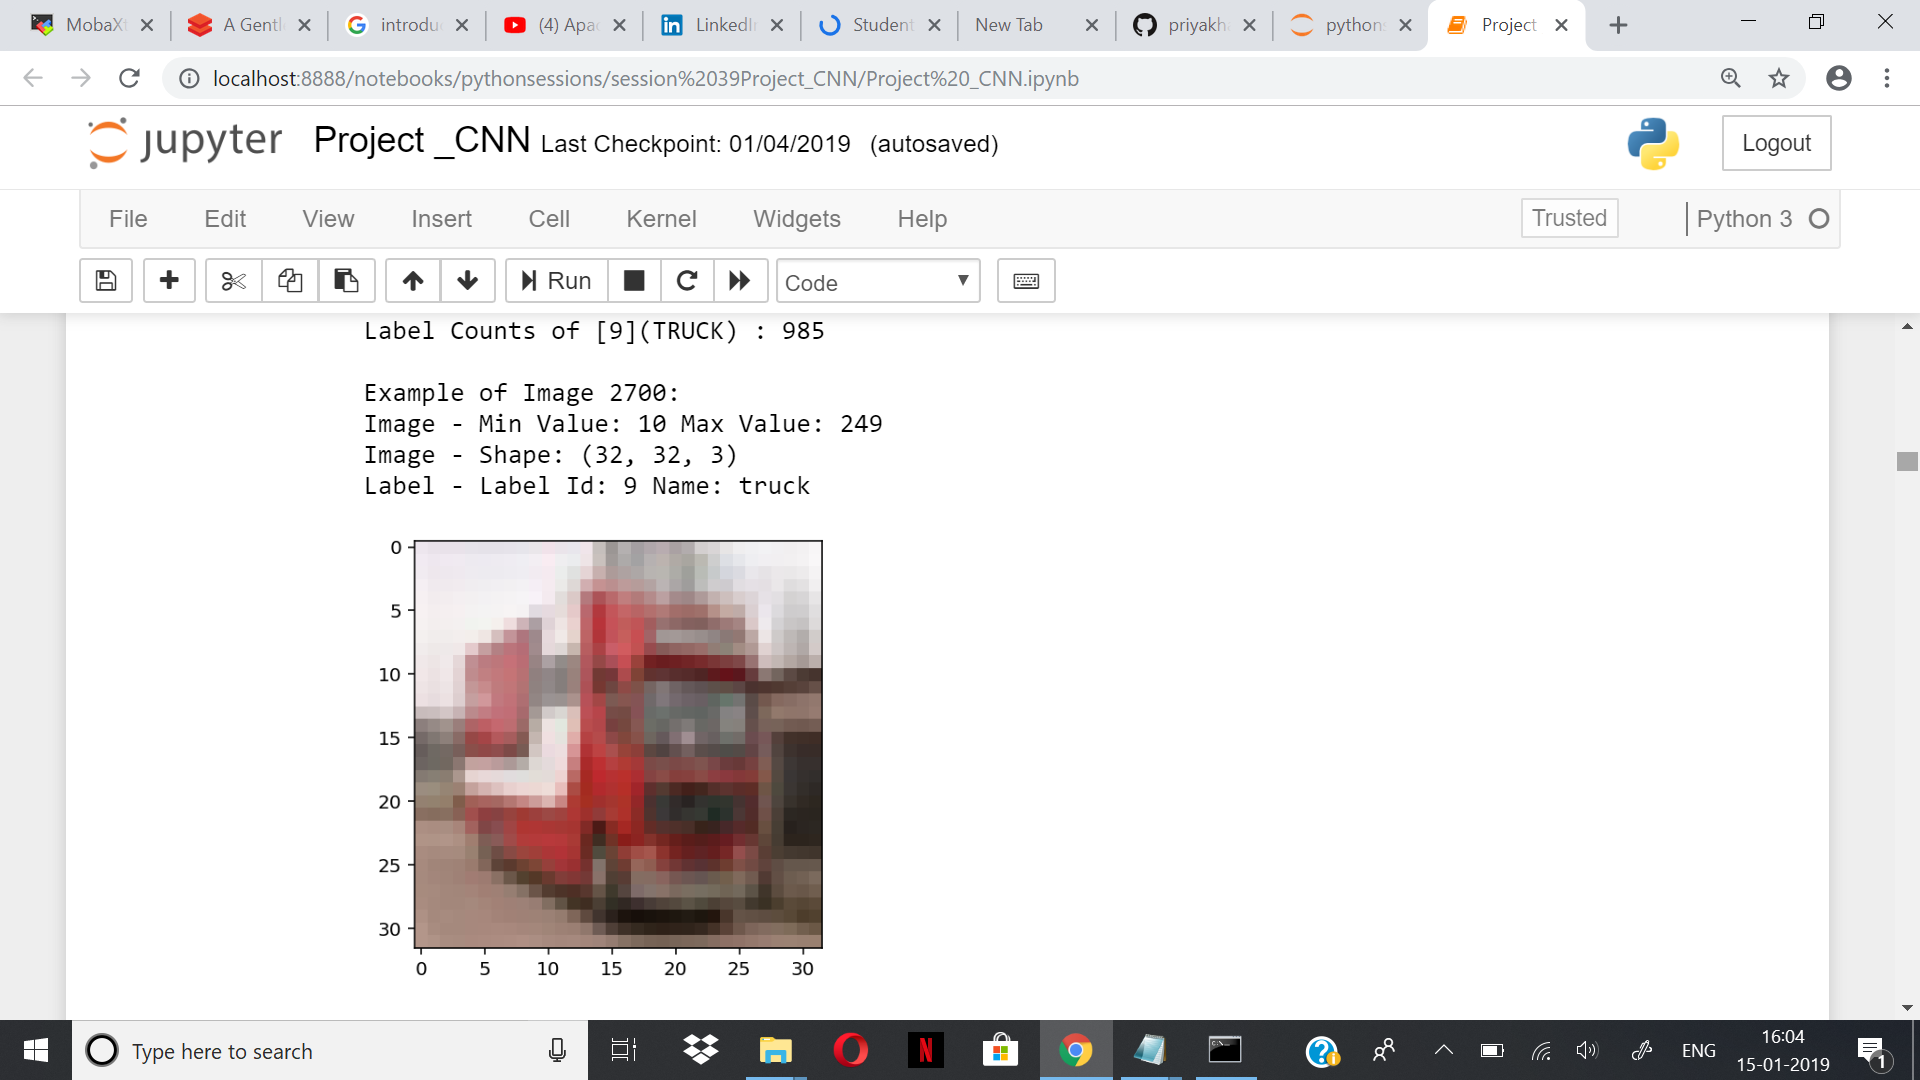 MobaXt
A Gentl
introdu
(4) Apac
LinkedIn
Student
New Tab
priyakh
python
Project
localhost:8888/notebooks/pythonsessions/session%2039Project_CNN/Project%20_CNN.ipynb
jupyter Project _CNN Last Checkpoint: 01/04/2019 (autosaved)
Logout
File Edit View Insert Cell Kernel Widgets Help Trusted Python 3
Run Code
Label Counts of [9](TRUCK) : 985
Example of Image 2700:
Image - Min Value: 10 Max Value: 249
Image - Shape: (32, 32, 3)
Label - Label Id: 9 Name: truck
0
5
10
15
20
25
30
0 5 10 15 20 25 30
Type here to search
ENG
16:04
15-01-2019
1